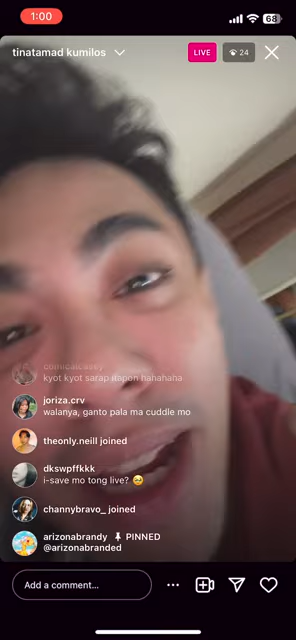 1:00
68
tinatamad kumilos
LIVE
24
comicalcasey
kyot kyot sarap itapon hahahaha
joriza.crv
walanya, ganto pala ma cuddle mo
theonly.neill joined
dkswpffkkk
i-save mo tong live? 🥺
channybravo_ joined
arizonabrandy 📌 PINNED
@arizonabranded
Add a comment...